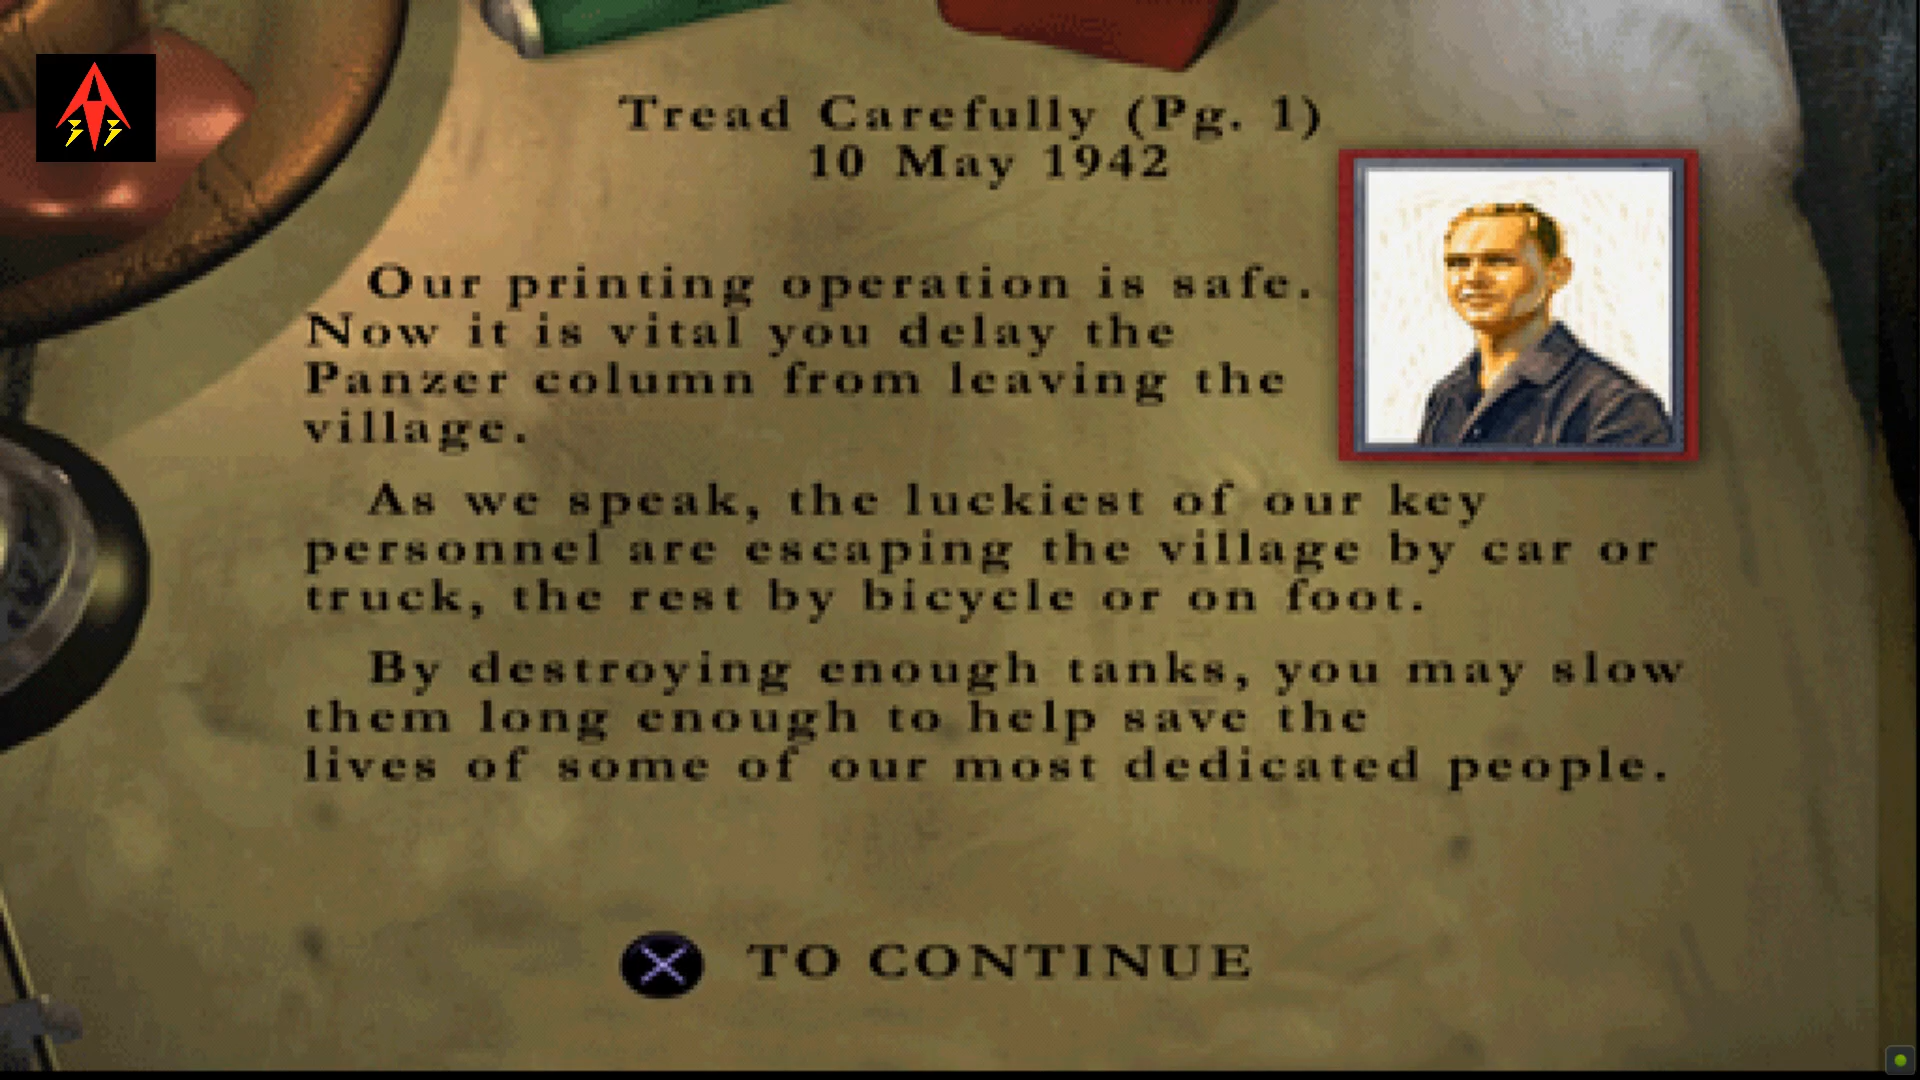 Tread Carefully (Pg. 1)
10 May 1942
Our printing operation is safe.
Now it is vital you delay the
Panzer column from leaving the
village.
As we speak, the luckiest of our key
personnel are escaping the village by car or
truck, the rest by bicycle or on foot.
By destroying enough tanks, you may slow
them long enough to help save the
lives of some of our most dedicated people.
TO CONTINUE